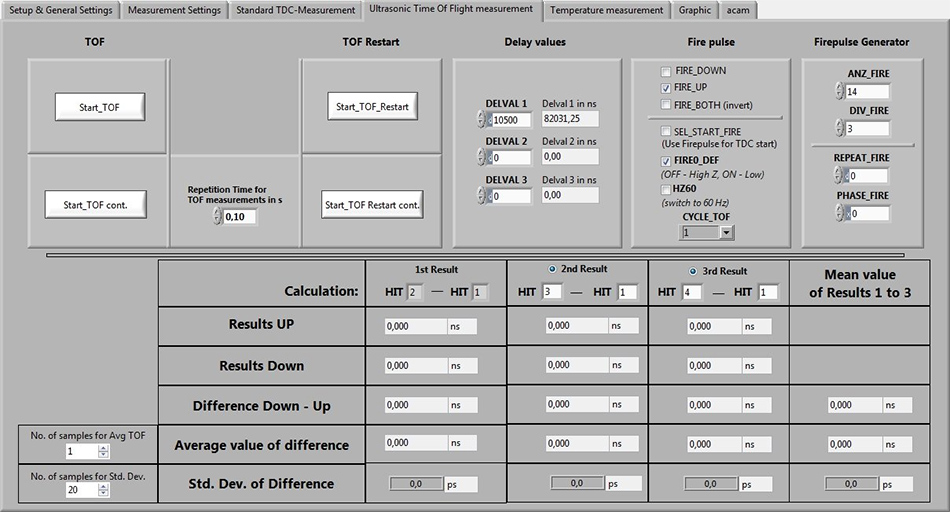 Setup & General Settings
Measurement Settings
Standard TDC-Measurement
Ultrasonic Time Of Flight measurement
Temperature measurement
Graphic
acam
TOF
TOF Restart
Delay values
Fire pulse
Firepulse Generator
Start_TOF
Start_TOF_Restart
Start_TOF cont.
Repetition Time for
TOF measurements in s
0,10
Start_TOF Restart cont.
DELVAL 1
Delval 1 in ns
10500
82031,25
DELVAL 2
Delval 2 in ns
0
0,00
DELVAL 3
Delval 3 in ns
0
0,00
FIRE_DOWN
FIRE_UP
FIRE_BOTH (invert)
SEL_START_FIRE
(Use Firepulse for TDC start)
FIRE0_DEF
(OFF - High Z, ON - Low)
HZ60
(switch to 60 Hz)
CYCLE_TOF
1
ANZ_FIRE
14
DIV_FIRE
3
REPEAT_FIRE
0
PHASE_FIRE
0
Calculation:
1st Result
HIT 2 — HIT 1
2nd Result
HIT 3 — HIT 1
3rd Result
HIT 4 — HIT 1
Mean value
of Results 1 to 3
Results UP
0,000 ns
0,000 ns
0,000 ns
Results Down
0,000 ns
0,000 ns
0,000 ns
Difference Down - Up
0,000 ns
0,000 ns
0,000 ns
0,000 ns
No. of samples for Avg TOF
1
Average value of difference
0,000 ns
0,000 ns
0,000 ns
0,000 ns
No. of samples for Std. Dev.
20
Std. Dev. of Difference
0,0 ps
0,0 ps
0,0 ps
0,0 ps